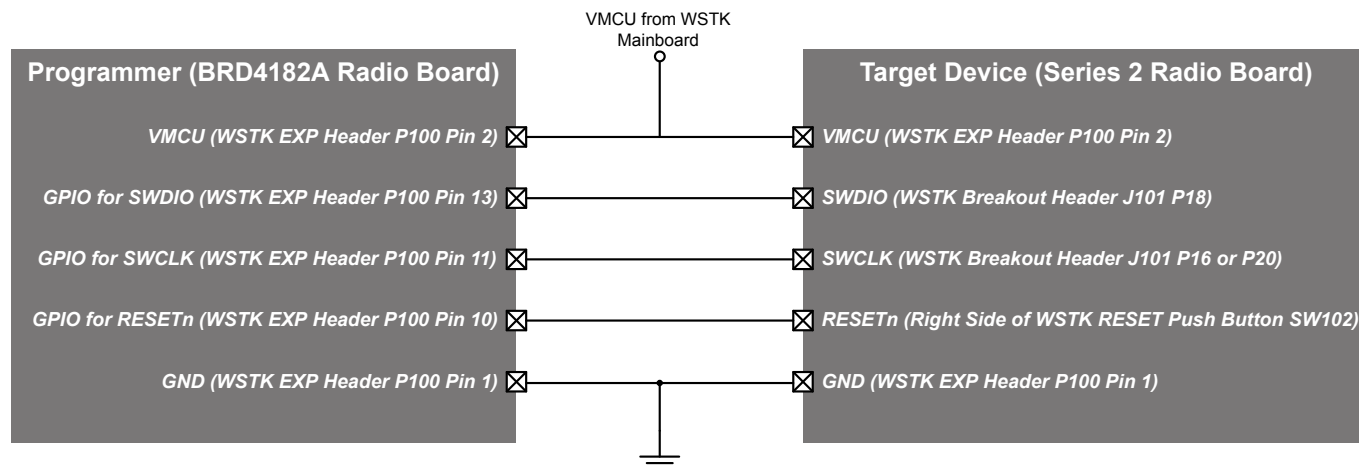 VMCU from WSTK
Mainboard
Programmer (BRD4182A Radio Board)
Target Device (Series 2 Radio Board)
VMCU (WSTK EXP Header P100 Pin 2)
VMCU (WSTK EXP Header P100 Pin 2)
GPIO for SWDIO (WSTK EXP Header P100 Pin 13)
SWDIO (WSTK Breakout Header J101 P18)
GPIO for SWCLK (WSTK EXP Header P100 Pin 11)
SWCLK (WSTK Breakout Header J101 P16 or P20)
GPIO for RESETn (WSTK EXP Header P100 Pin 10)
RESETn (Right Side of WSTK RESET Push Button SW102)
GND (WSTK EXP Header P100 Pin 1)
GND (WSTK EXP Header P100 Pin 1)